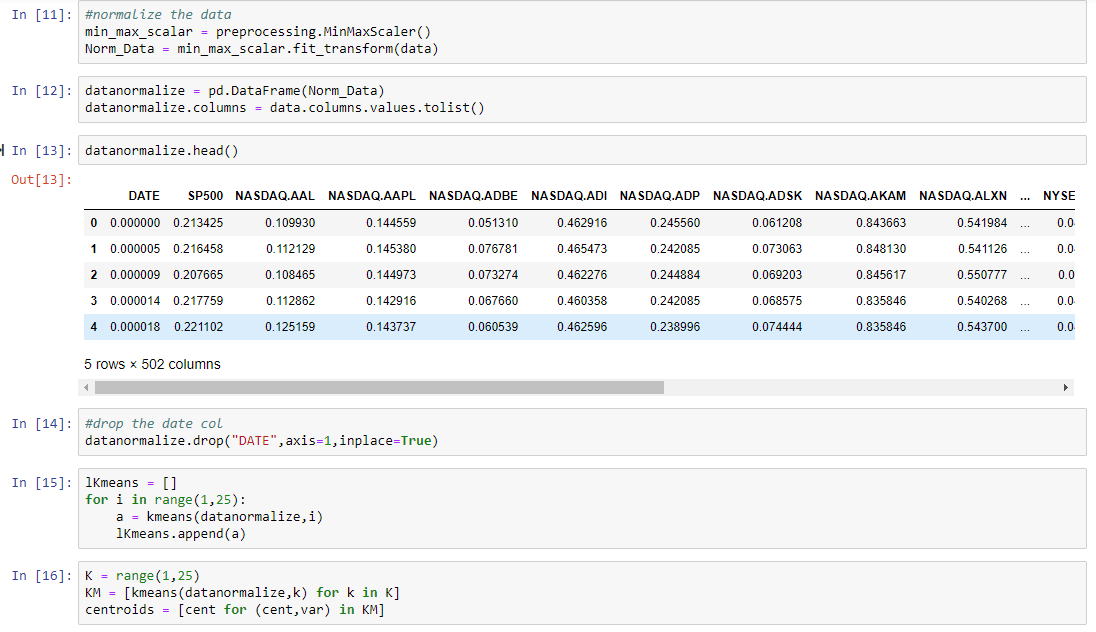 In [11]: #normalize the data
min_max_scalar = preprocessing.MinMaxScaler()
Norm_Data = min_max_scalar.fit_transform(data)
In [12]: datanormalize = pd.DataFrame(Norm_Data)
datanormalize.columns = data.columns.values.tolist()
In [13]: datanormalize.head()
Out[13]:
DATE SP500 NASDAQ.AAL NASDAQ.AAPL NASDAQ.ADBE NASDAQ.ADI NASDAQ.ADP NASDAQ.ADSK NASDAQ.AKAM NASDAQ.ALXN ... NYSE
0 0.000000 0.213425 0.109930 0.144559 0.051310 0.462916 0.245560 0.061208 0.843663 0.541984 ... 0.0
1 0.000005 0.216458 0.112129 0.145380 0.076781 0.465473 0.242085 0.073063 0.848130 0.541126 ... 0.0
2 0.000009 0.207665 0.108465 0.144973 0.073274 0.462276 0.244884 0.069203 0.845617 0.550777 ... 0.0
3 0.000014 0.217759 0.112862 0.142916 0.067660 0.460358 0.242085 0.068575 0.835846 0.540268 ... 0.0
4 0.000018 0.221102 0.125159 0.143737 0.060539 0.462596 0.238996 0.074444 0.835846 0.543700 ... 0.0
5 rows × 502 columns
In [14]: #drop the date col
datanormalize.drop("DATE",axis=1,inplace=True)
In [15]: lKmeans = []
for i in range(1,25):
    a = kmeans(datanormalize,i)
    lKmeans.append(a)
In [16]: K = range(1,25)
KM = [kmeans(datanormalize,k) for k in K]
centroids = [cent for (cent,var) in KM]